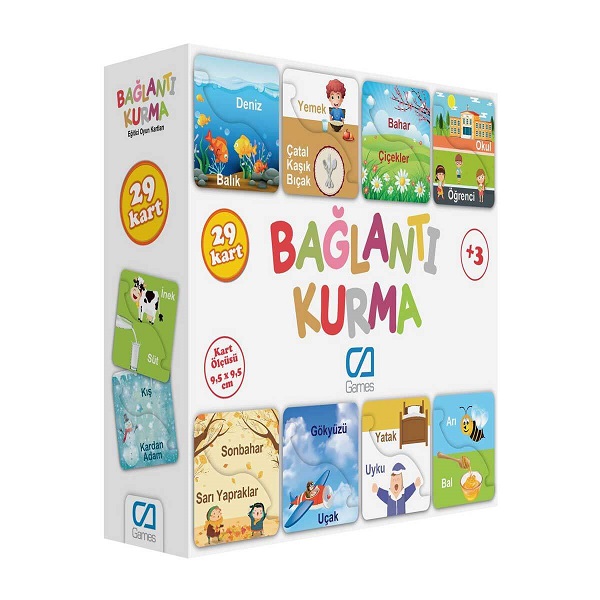 BAĞLANTI
KURMA
Eğitici Oyun Kartları
29
kart
İnek
Süt
Kış
Kardan
Adam
CA
Games
Deniz
Balık
Yemek
Çatal
Kaşık
Bıçak
Bahar
Çiçekler
Okul
Öğrenci
29
kart
BAĞLANTI
KURMA
+3
Kart
Ölçüsü
9,5 x 9,5
cm
CA
Games
Sonbahar
Sarı Yapraklar
Gökyüzü
Uçak
Yatak
Uyku
Arı
Bal